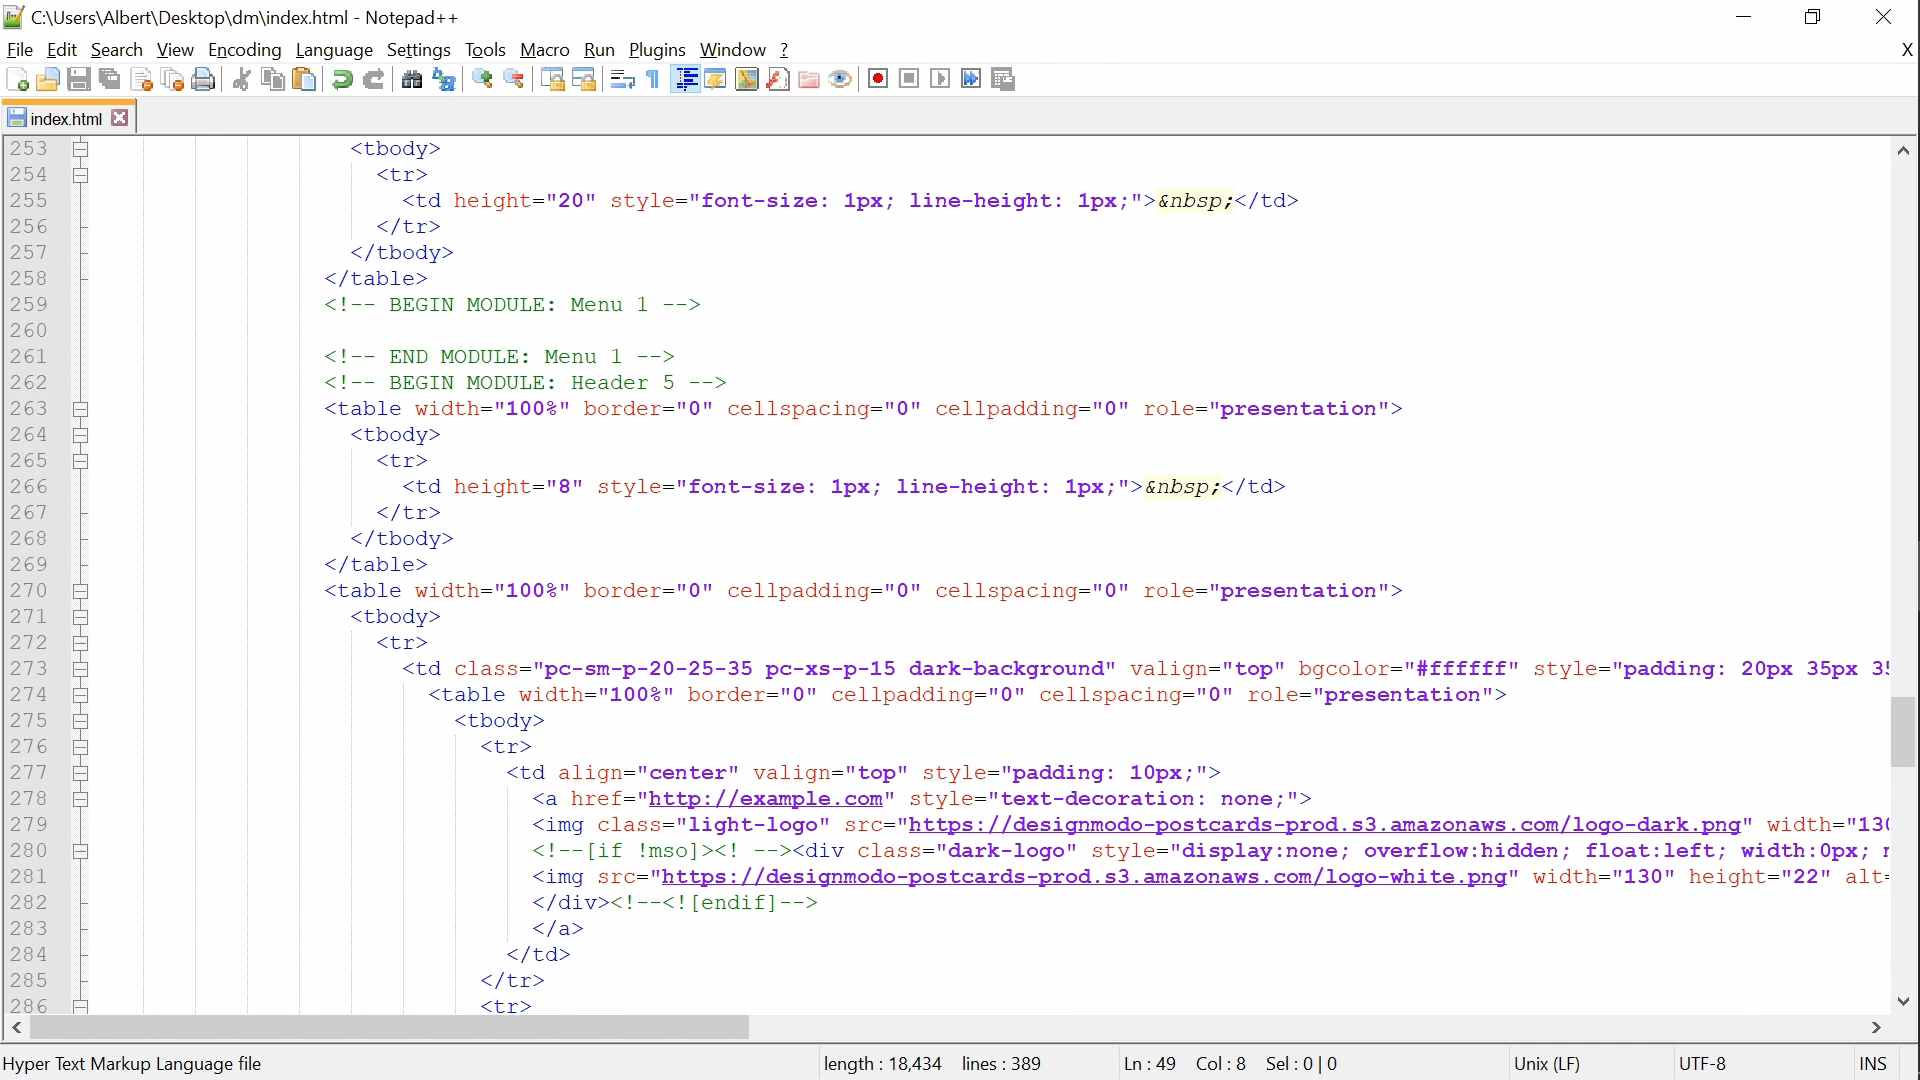 C:\Users\Albert\Desktop\dm\index.html - Notepad++
File Edit Search View Encoding Language Settings Tools Macro Run Plugins Window ? X
index.html
253 <tbody>
254 <tr>
255 <td height="20" style="font-size: 1px; line-height: 1px;">&nbsp;</td>
256 </tr>
257 </tbody>
258 </table>
259 <!-- BEGIN MODULE: Menu 1 -->
260
261 <!-- END MODULE: Menu 1 -->
262 <!-- BEGIN MODULE: Header 5 -->
263 <table width="100%" border="0" cellspacing="0" cellpadding="0" role="presentation">
264 <tbody>
265 <tr>
266 <td height="8" style="font-size: 1px; line-height: 1px;">&nbsp;</td>
267 </tr>
268 </tbody>
269 </table>
270 <table width="100%" border="0" cellpadding="0" cellspacing="0" role="presentation">
271 <tbody>
272 <tr>
273 <td class="pc-sm-p-20-25-35 pc-xs-p-15 dark-background" valign="top" bgcolor="#ffffff" style="padding: 20px 35px
274 <table width="100%" border="0" cellpadding="0" cellspacing="0" role="presentation">
275 <tbody>
276 <tr>
277 <td align="center" valign="top" style="padding: 10px;">
278 <a href="http://example.com" style="text-decoration: none;">
279 <img class="light-logo" src="https://designmodo-postcards-prod.s3.amazonaws.com/logo-dark.png" width="13
280 <!--[if !mso]><! --><div class="dark-logo" style="display:none; overflow:hidden; float:left; width:0px;
281 <img src="https://designmodo-postcards-prod.s3.amazonaws.com/logo-white.png" width="130" height="22" alt=
282 </div><!--<![endif]-->
283 </a>
284 </td>
285 </tr>
286 <tr>
Hyper Text Markup Language file length : 18,434 lines : 389 Ln : 49 Col : 8 Sel : 0 | 0 Unix (LF) UTF-8 INS